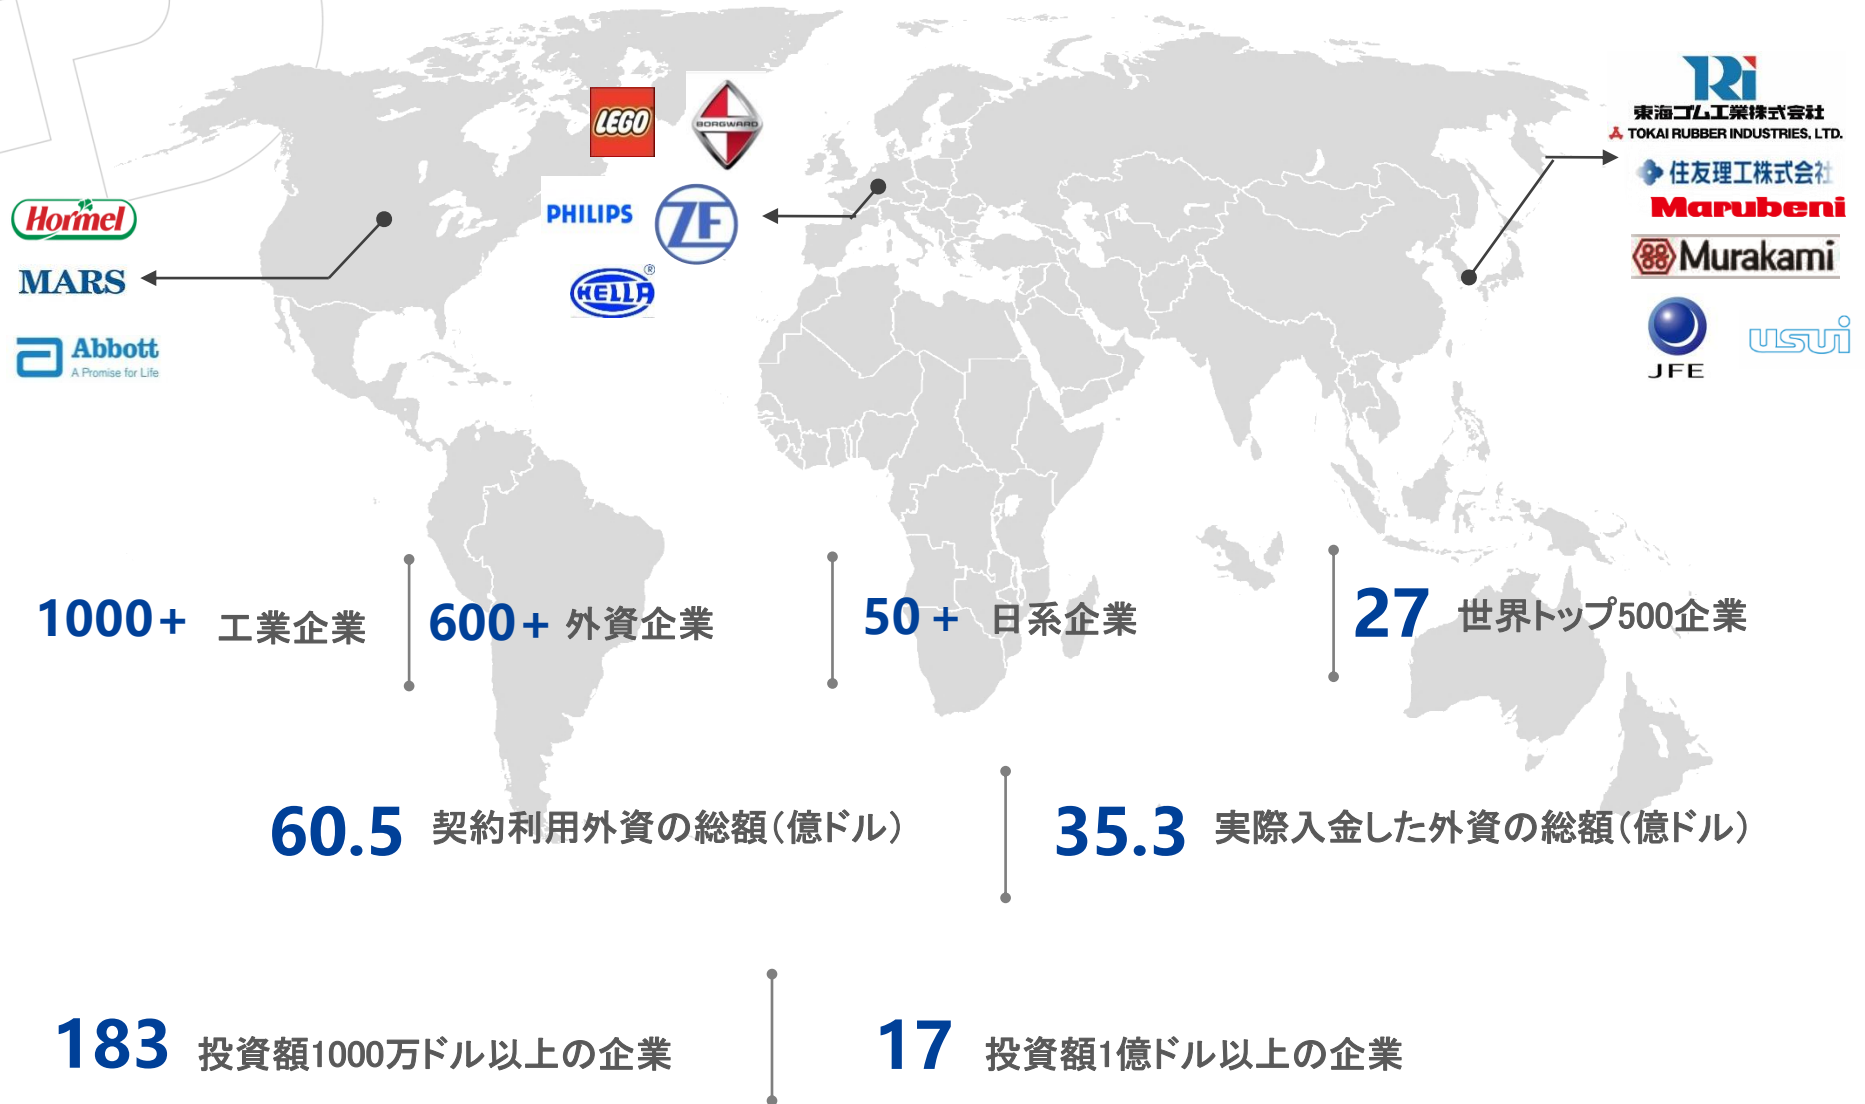 LEGO
BORGWARD
TRi
東海ゴム工業株式会社
TOKAI RUBBER INDUSTRIES, LTD.
住友理工株式会社
Marubeni
Murakami
JFE
usui
Hormel
MARS
Abbott
A Promise for Life
PHILIPS
ZF
HELLA ®
1000+ 工業企業
600+ 外資企業
50+ 日系企業
27 世界トップ500企業
60.5 契約利用外資の総額(億ドル)
35.3 実際入金した外資の総額(億ドル)
183 投資額1000万ドル以上の企業
17 投資額1億ドル以上の企業